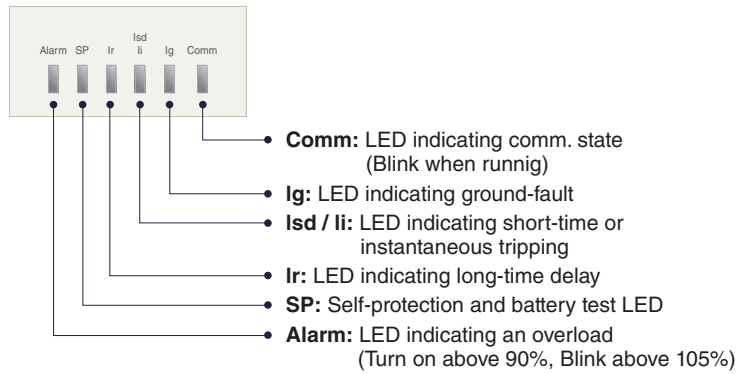 Isd
Alarm SP Ir Ii Ig Comm
Comm: LED indicating comm. state
(Blink when runnig)
Ig: LED indicating ground-fault
Isd / Ii: LED indicating short-time or
instantaneous tripping
Ir: LED indicating long-time delay
SP: Self-protection and battery test LED
Alarm: LED indicating an overload
(Turn on above 90%, Blink above 105%)